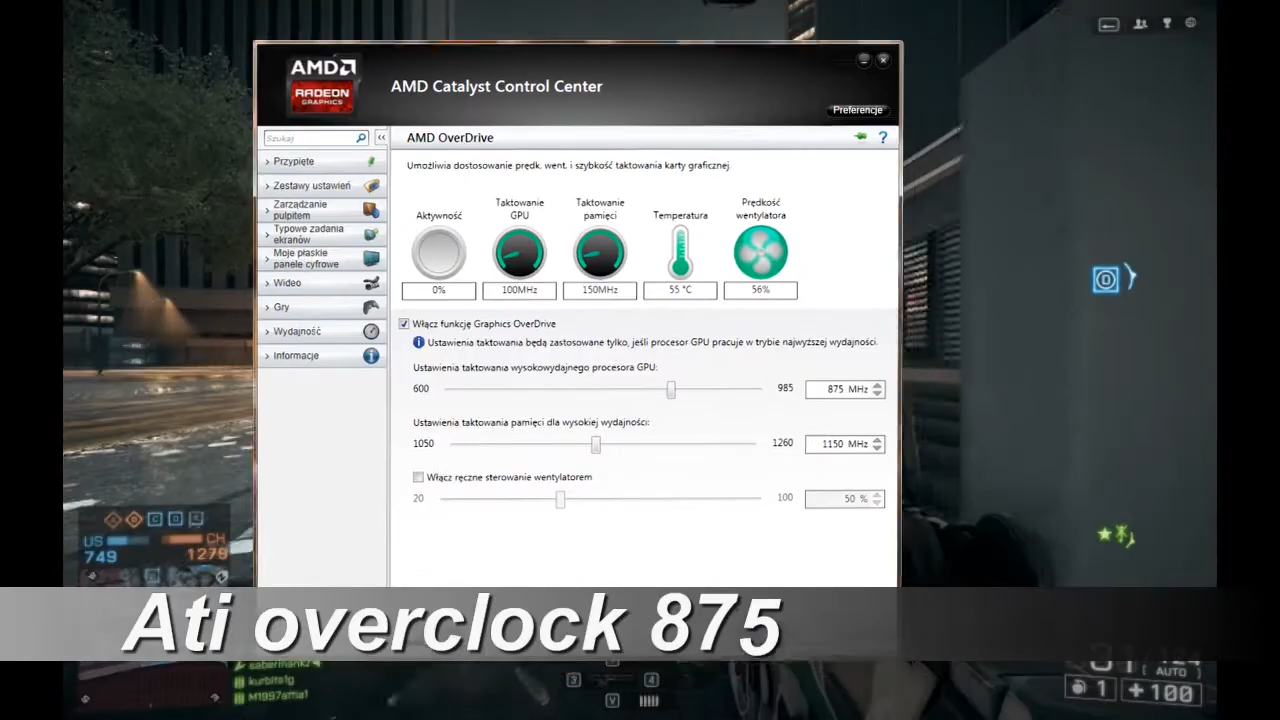 AMD
RADEON
GRAPHICS
AMD Catalyst Control Center
Preferencje
Szukaj
<<
AMD OverDrive
?
Przypięte
Zestawy ustawień
Zarządzanie
pulpitem
Typowe zadania
ekranów
Moje płaskie
panele cyfrowe
Wideo
Gry
Wydajność
Informacje
Umożliwia dostosowanie prędk. went. i szybkość taktowania karty graficznej.
Aktywność
Taktowanie
GPU
Taktowanie
pamięci
Temperatura
Prędkość
wentylatora
0%
100MHz
150MHz
55 °C
56%
Włącz funkcję Graphics OverDrive
Ustawienia taktowania będą zastosowane tylko, jeśli procesor GPU pracuje w trybie najwyższej wydajności.
Ustawienia taktowania wysokowydajnego procesora GPU:
600
985
875 MHz
Ustawienia taktowania pamięci dla wysokiej wydajności:
1050
1260
1150 MHz
Włącz ręczne sterowanie wentylatorem
20
100
50 %
D
C D
US
CH
749
1279
Ati overclock 875
kurbitstg
3
4
V
AUTO
1
+100